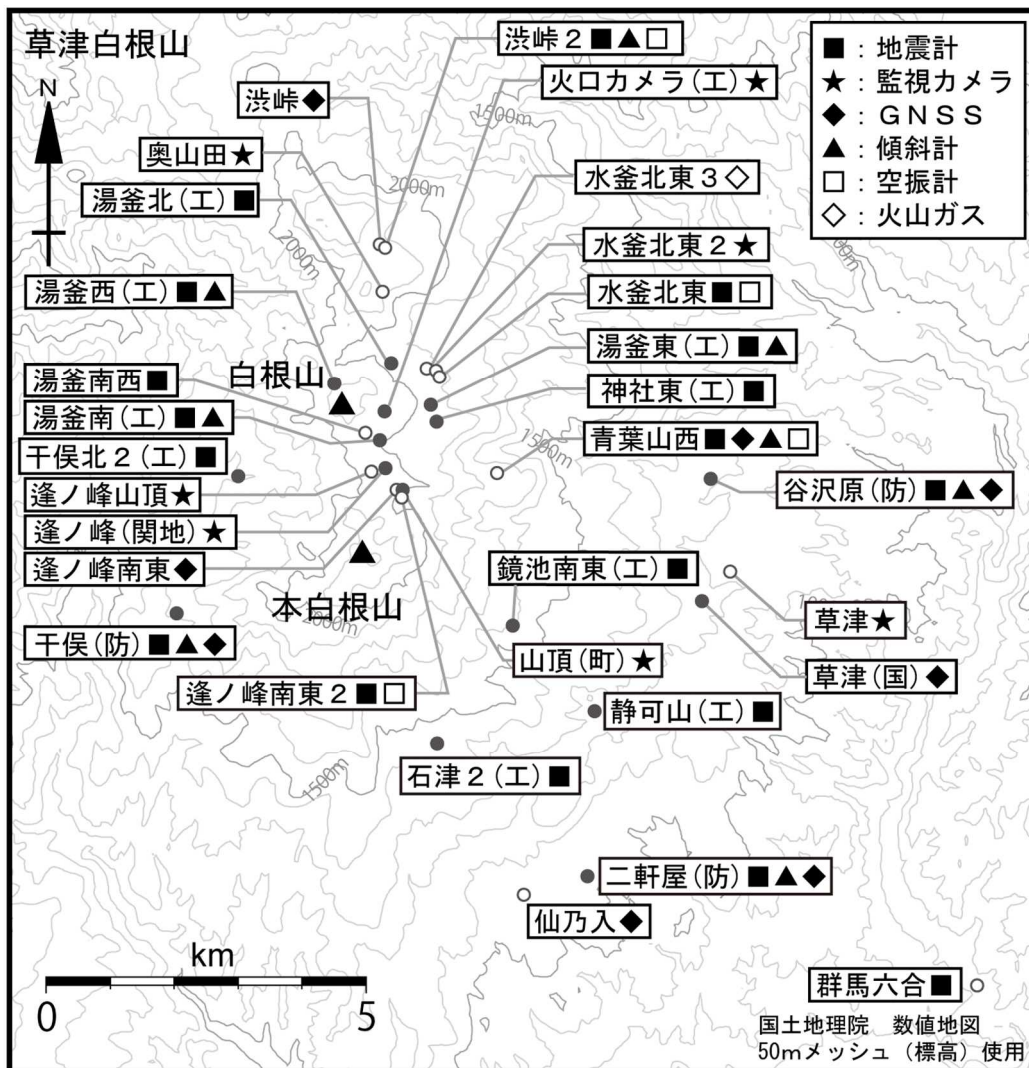 草津白根山
N
■：地震計
★：監視カメラ
◆：ＧＮＳＳ
▲：傾斜計
□：空振計
◇：火山ガス
渋峠２■▲□
火口カメラ(工)★
渋峠◆
1500m
奥山田★
2000m
水釜北東３◇
湯釜北(工)■
2000m
水釜北東２★
湯釜西(工)■▲
水釜北東■□
湯釜東(工)■▲
湯釜南西■
白根山
神社東(工)■
湯釜南(工)■▲
1500m
青葉山西■◆▲□
干俣北２(工)■
逢ノ峰山頂★
谷沢原(防)■▲◆
逢ノ峰(関地)★
逢ノ峰南東◆
鏡池南東(工)■
本白根山
2000m
草津★
干俣(防)■▲◆
山頂(町)★
草津(国)◆
逢ノ峰南東２■□
静可山(工)■
1500m
石津２(工)■
二軒屋(防)■▲◆
仙乃入◆
km
0 5
群馬六合■
国土地理院　数値地図
50mメッシュ（標高）使用